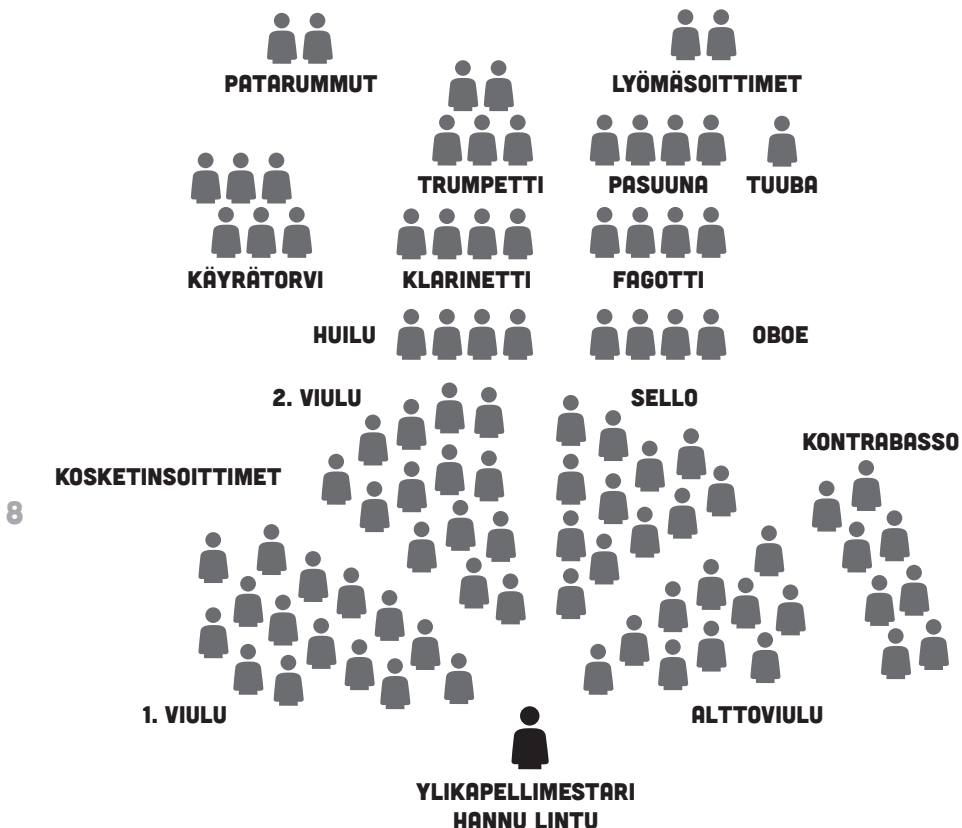 PATARUMMUT
LYÖMÄSOITTIMET
TRUMPETTI
PASUUNA
TUUBA
KÄYRÄTORVI
KLARINETTI
FAGOTTI
HUILU
OBOE
2. VIULU
SELLO
KONTRABASSO
KOSKETINSOITTIMET
8
1. VIULU
ALTTOVIULU
YLIKAPELLIMESTARI
HANNU LINTU